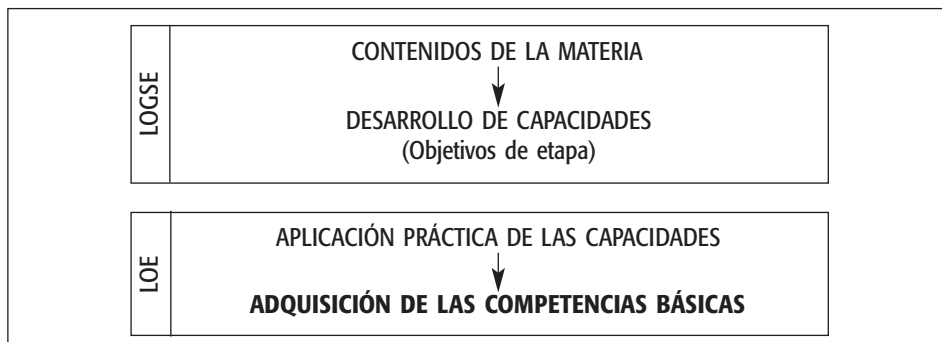 LOGSE
CONTENIDOS DE LA MATERIA
DESARROLLO DE CAPACIDADES
(Objetivos de etapa)
LOE
APLICACIÓN PRÁCTICA DE LAS CAPACIDADES
ADQUISICIÓN DE LAS COMPETENCIAS BÁSICAS